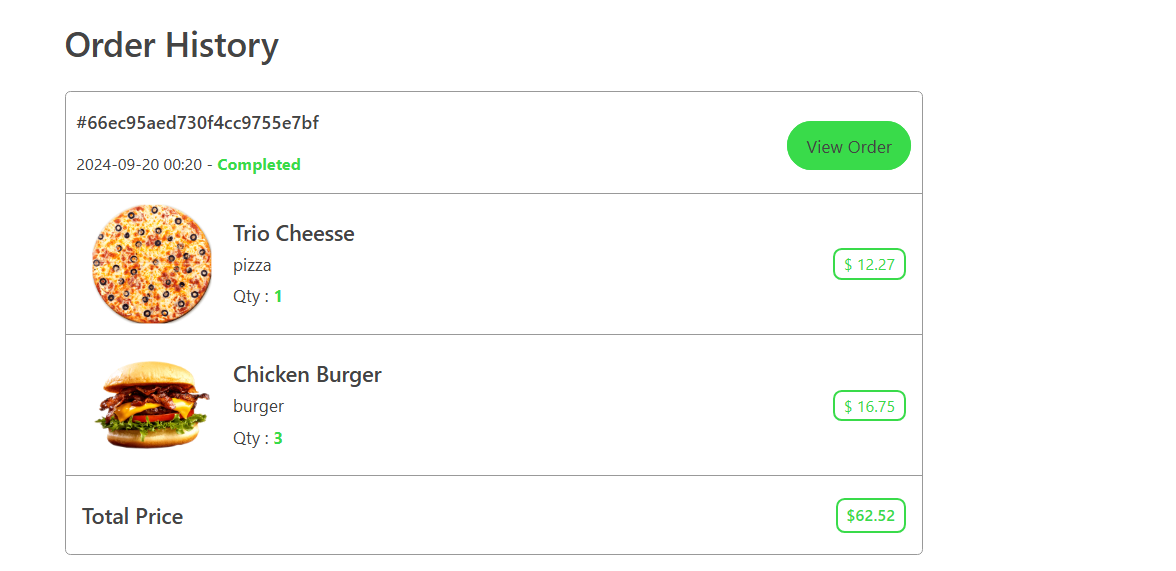 Order History
#66ec95aed730f4cc9755e7bf
View Order
2024-09-20 00:20 - Completed
Trio Cheesse
pizza
$ 12.27
Qty : 1
Chicken Burger
burger
$ 16.75
Qty : 3
Total Price
$62.52